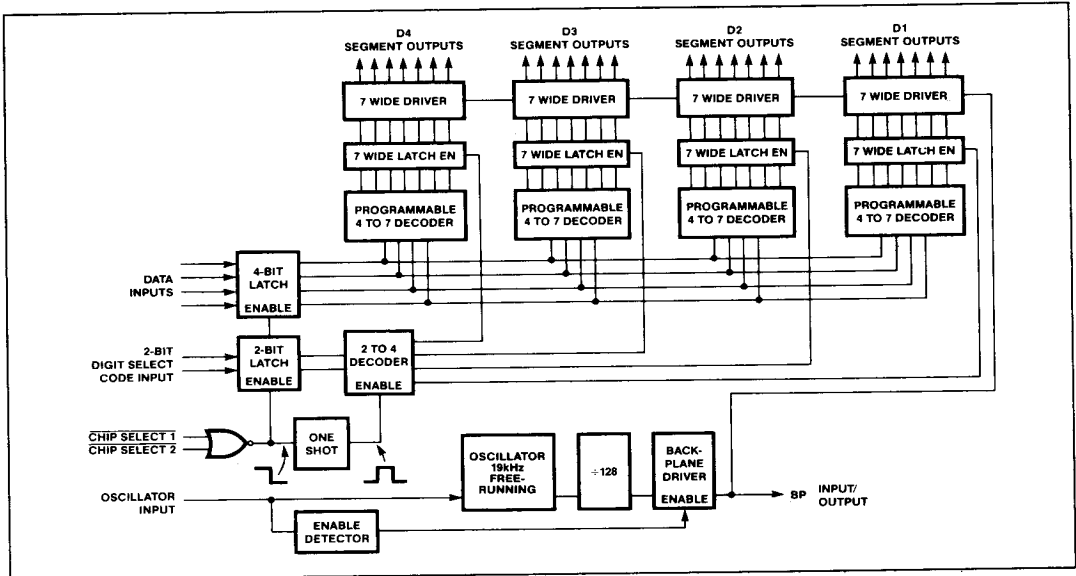 D4
SEGMENT OUTPUTS
D3
SEGMENT OUTPUTS
D2
SEGMENT OUTPUTS
D1
SEGMENT OUTPUTS
7 WIDE DRIVER
7 WIDE DRIVER
7 WIDE DRIVER
7 WIDE DRIVER
7 WIDE LATCH EN
7 WIDE LATCH EN
7 WIDE LATCH EN
7 WIDE LATCH EN
PROGRAMMABLE
4 TO 7 DECODER
PROGRAMMABLE
4 TO 7 DECODER
PROGRAMMABLE
4 TO 7 DECODER
PROGRAMMABLE
4 TO 7 DECODER
DATA
INPUTS
4-BIT
LATCH
ENABLE
2-BIT
DIGIT SELECT
CODE INPUT
2-BIT
LATCH
ENABLE
2 TO 4
DECODER
ENABLE
CHIP SELECT 1
CHIP SELECT 2
ONE
SHOT
OSCILLATOR
19kHz
FREE-
RUNNING
÷128
BACK-
PLANE
DRIVER
ENABLE
OSCILLATOR
INPUT
ENABLE
DETECTOR
BP
INPUT/
OUTPUT